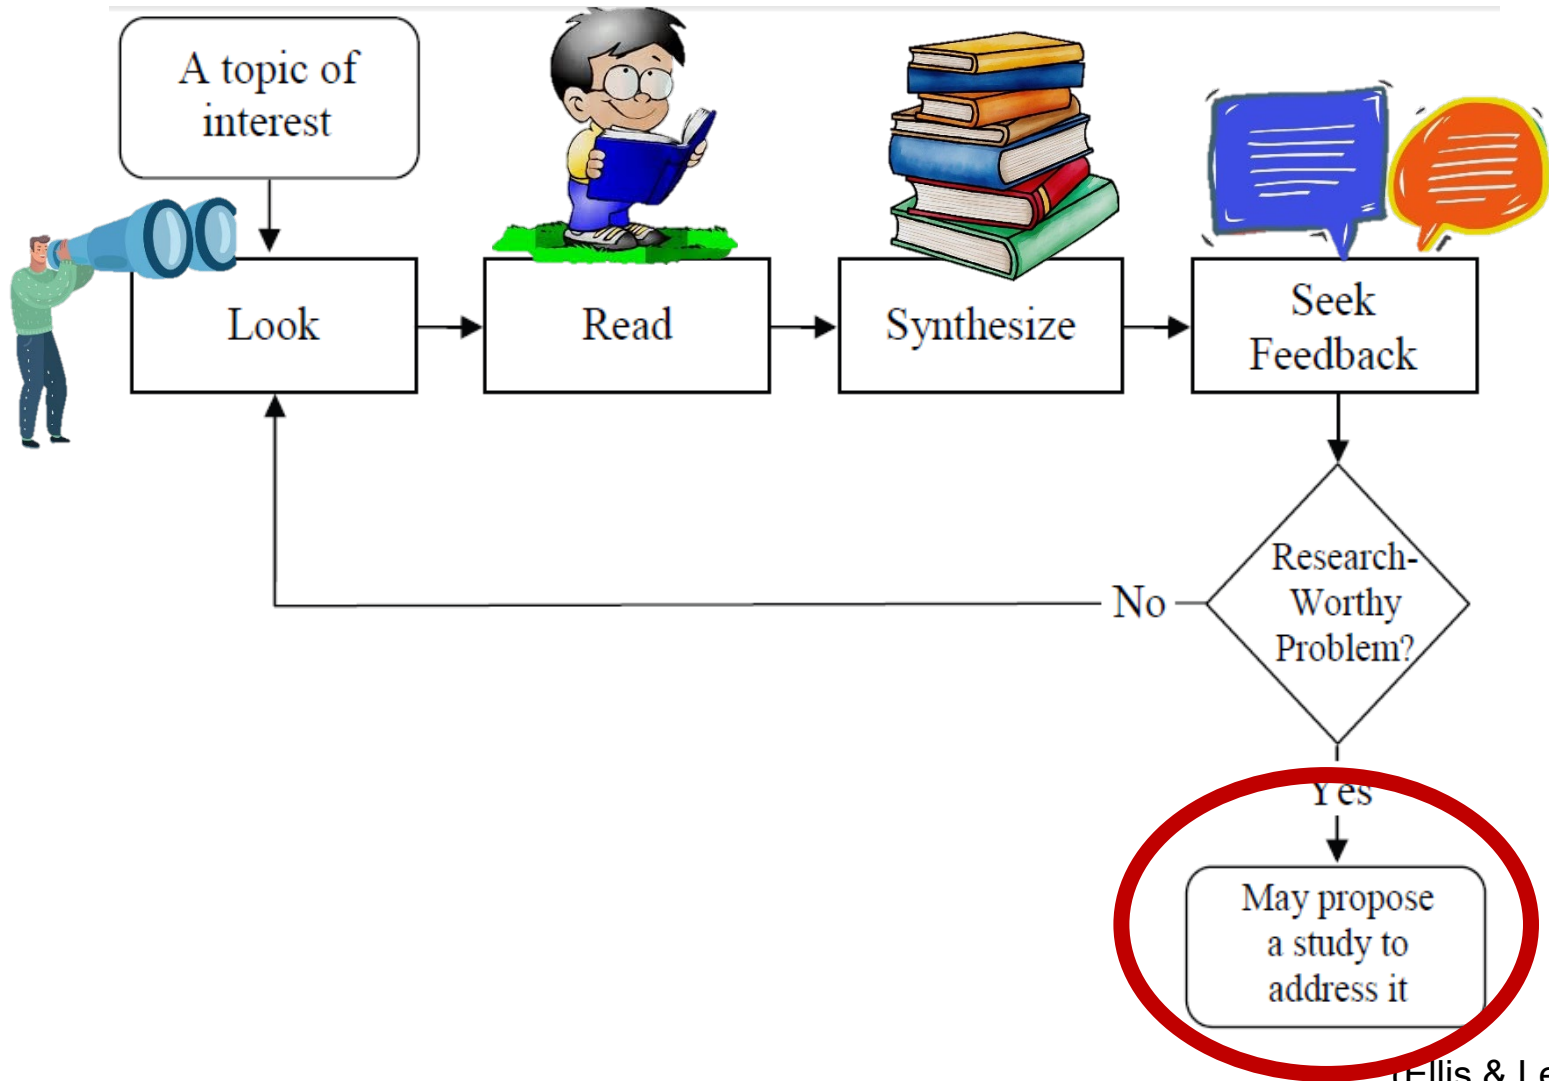 A topic of
interest
Look
Read
Synthesize
Seek
Feedback
Research-
Worthy
Problem?
No
Yes
May propose
a study to
address it
Ellis &